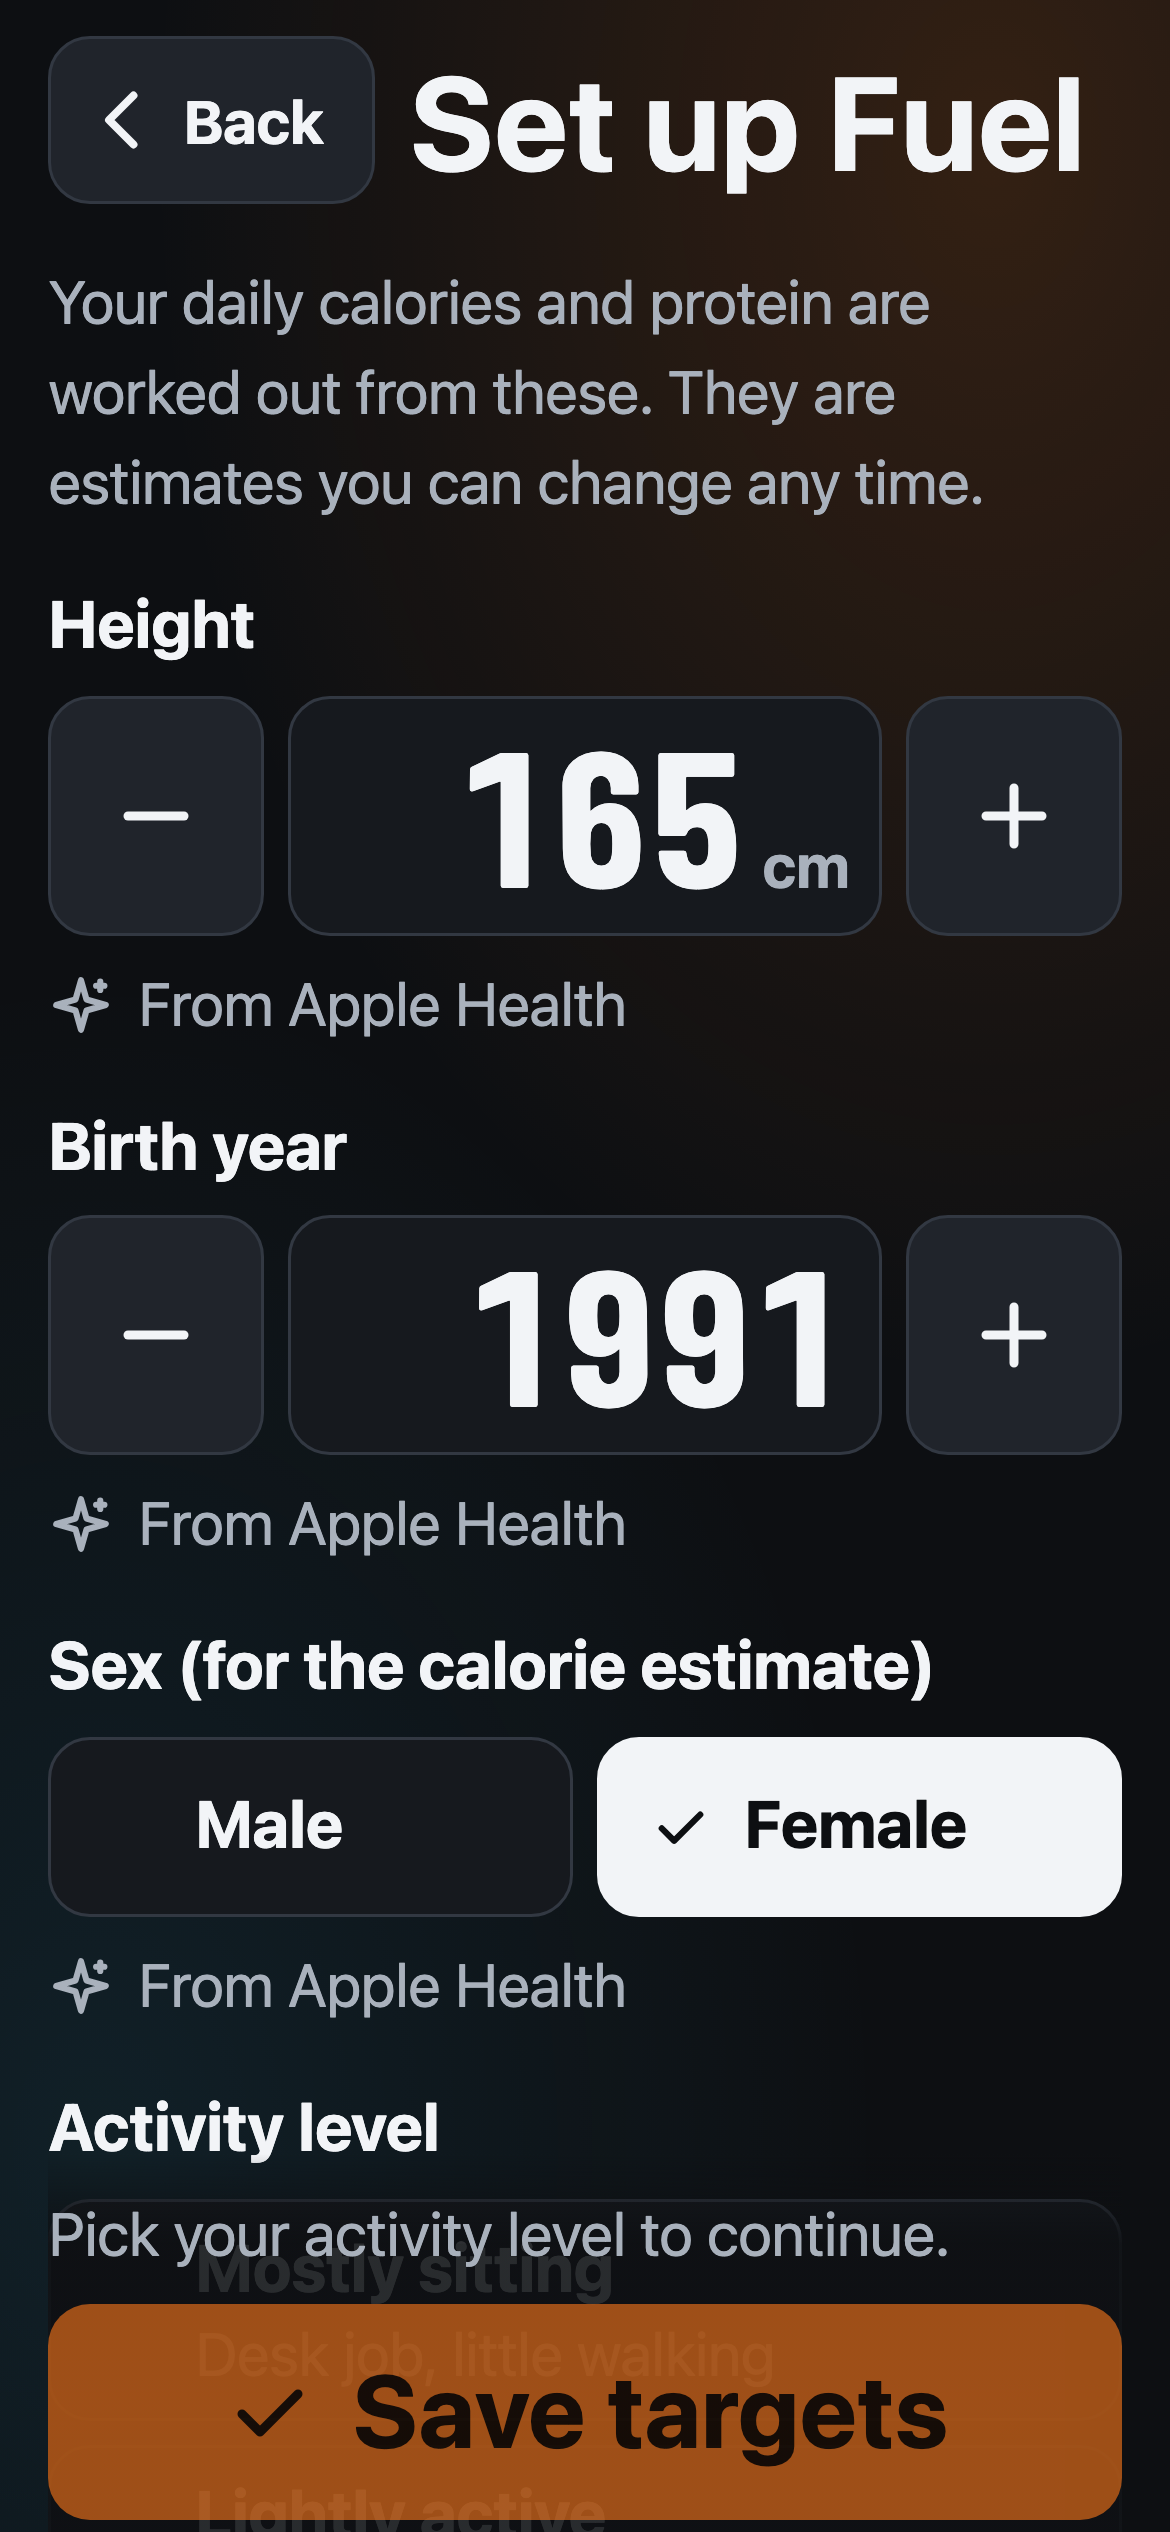 Back
Set up Fuel
Your daily calories and protein are
worked out from these. They are
estimates you can change any time.
Height
165 cm
From Apple Health
Birth year
1991
From Apple Health
Sex (for the calorie estimate)
Male
Female
From Apple Health
Activity level
Pick your activity level to continue.
Mostly sitting
Desk job, little walking
Save targets
Lightly active